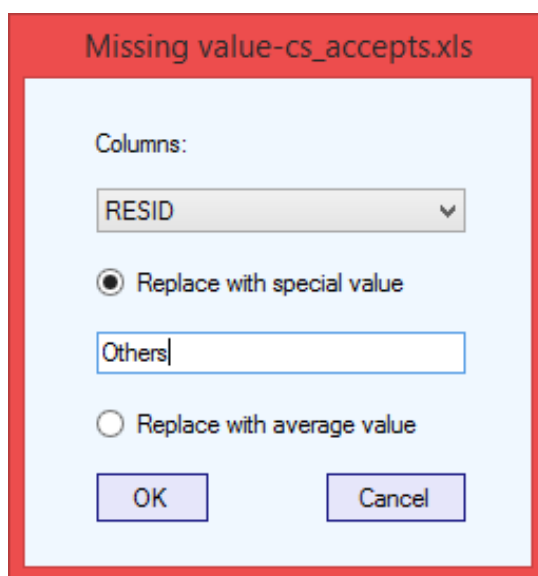 Missing value-cs_accepts.xls
Columns:
RESID
Replace with special value
Others
Replace with average value
OK Cancel